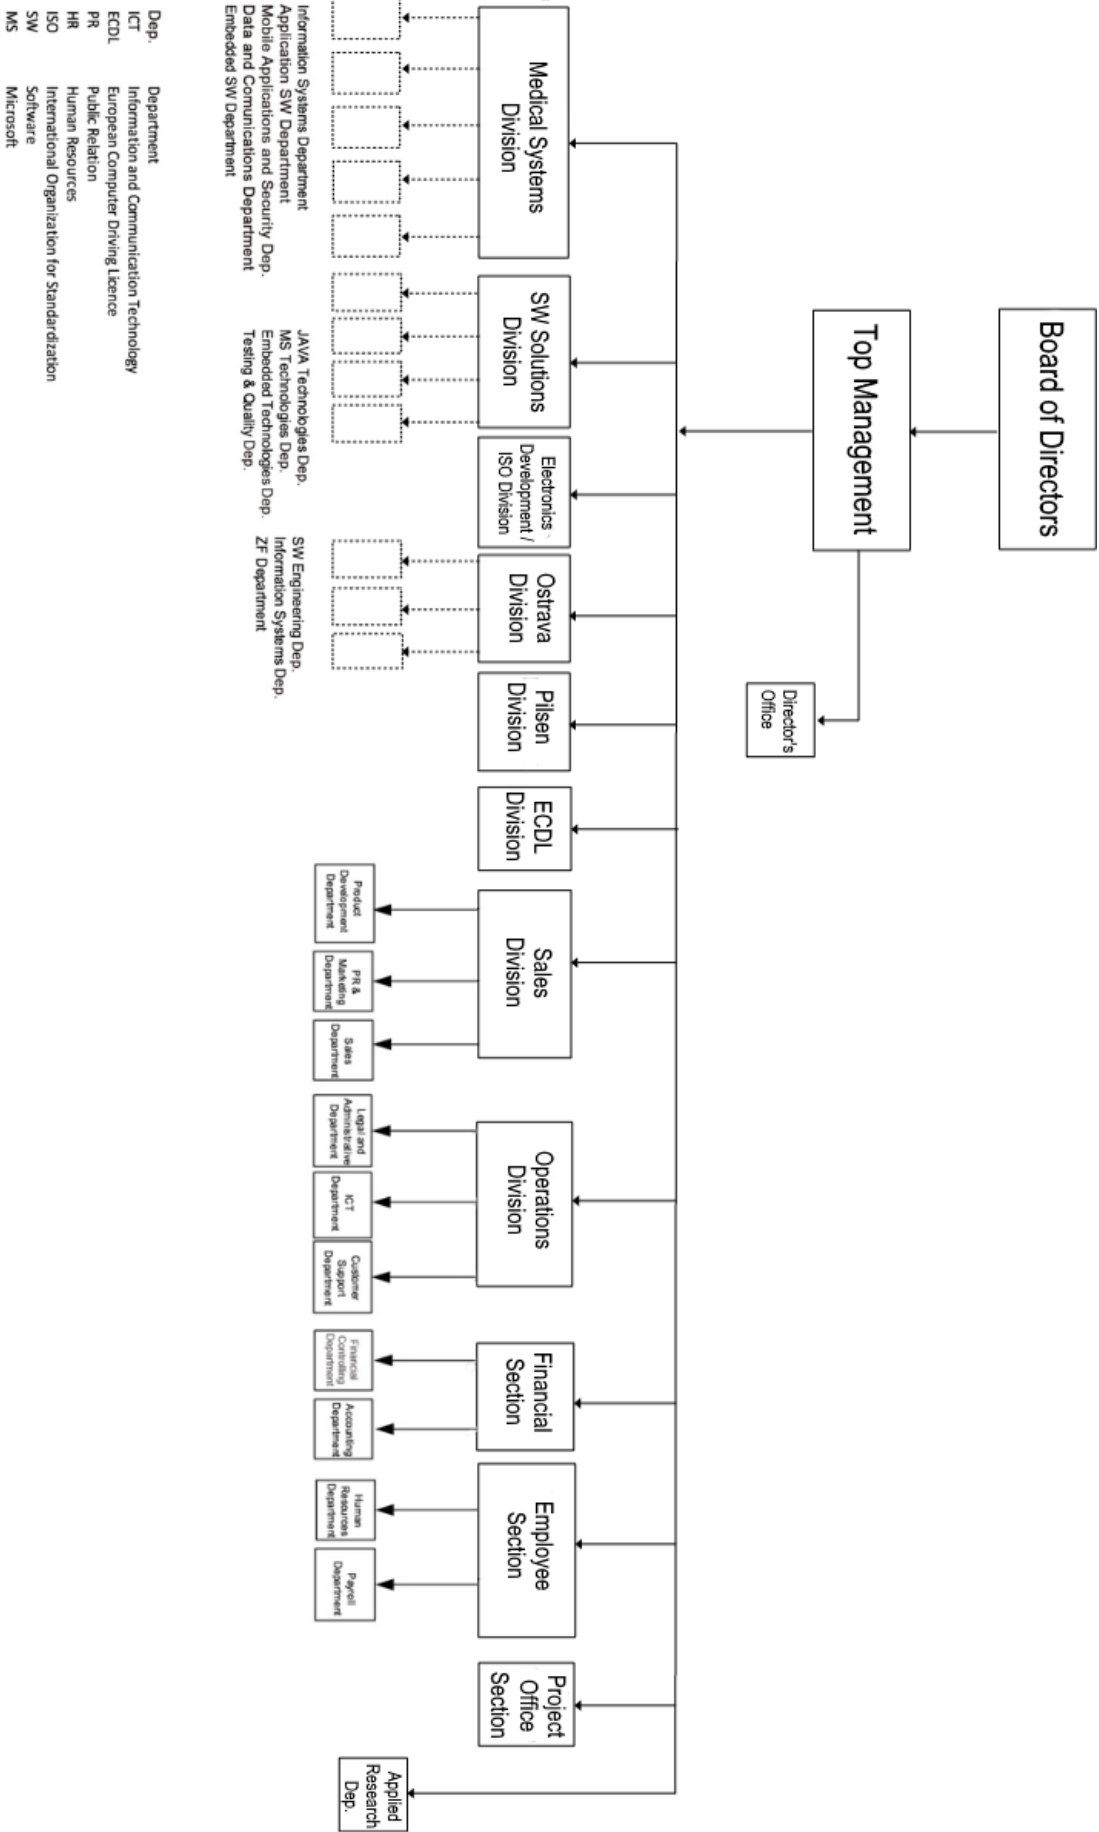 Board of Directors
Top Management
Director's
Office
Medical Systems
Division
SW Solutions
Division
Electronics
Development /
ISO Division
Ostrava
Division
Pilsen
Division
ECDL
Division
Sales
Division
Operations
Division
Financial
Section
Employee
Section
Project
Office
Section
Applied
Research
Dep.
Product
Development
Department
PR &
Marketing
Department
Sales
Department
Legal and
Administrative
Department
ICT
Department
Customer
Support
Department
Financial
Controlling
Department
Accounting
Department
Human
Resources
Department
Payroll
Department
Information Systems Department
Application SW Department
Mobile Applications and Security Dep.
Data and Comunications Department
Embedded SW Department
JAVA Technologies Dep.
MS Technologies Dep.
Embedded Technologies Dep.
Testing & Quality Dep.
SW Engineering Dep.
Information Systems Dep.
ZF Department
Dep. Department
ICT Information and Communication Technology
ECDL European Computer Driving Licence
PR Public Relation
HR Human Resources
ISO International Organization for Standardization
SW Software
MS Microsoft